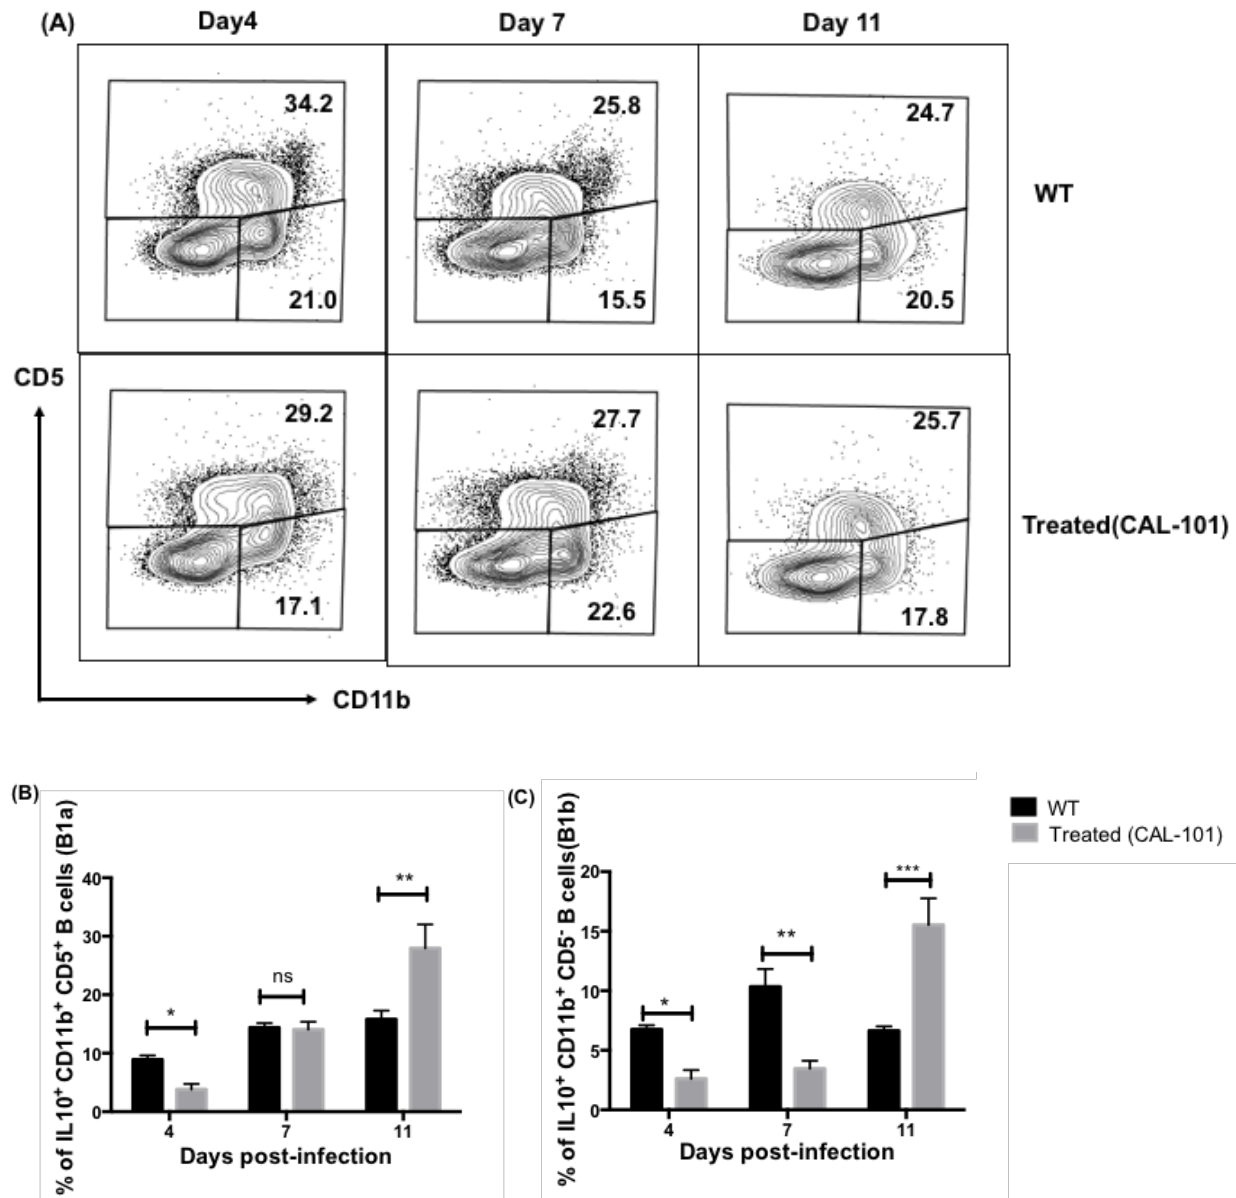 (A)
Day4
Day 7
Day 11
34.2
25.8
24.7
WT
21.0
15.5
20.5
CD5
29.2
27.7
25.7
Treated(CAL-101)
17.1
22.6
17.8
CD11b
(B)
% of IL10⁺ CD11b⁺ CD5⁺ B cells (B1a)
40
30
20
10
0
*
ns
**
4
7
11
Days post-infection
(C)
% of IL10⁺ CD11b⁺ CD5⁻ B cells(B1b)
20
15
10
5
0
*
**
***
4
7
11
Days post-infection
WT
Treated (CAL-101)